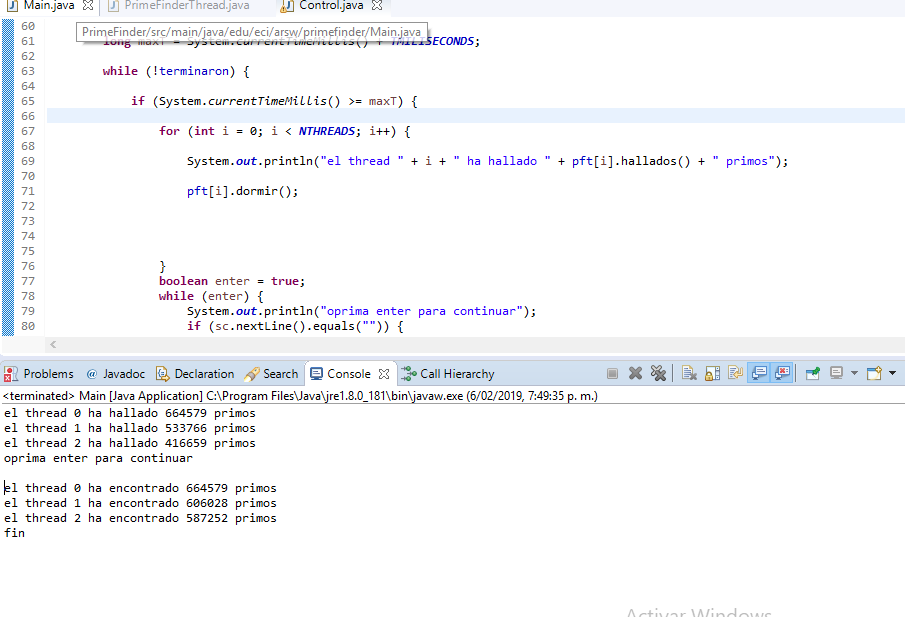 Main.java PrimeFinderThread.java Control.java
60
PrimeFinder/src/main/java/edu/eci/arsw/primefinder/Main.java
61 long maxT = System.currentTimeMillis() + TMILISECONDS;
62
63 while (!terminaron) {
64
65 if (System.currentTimeMillis() >= maxT) {
66
67 for (int i = 0; i < NTHREADS; i++) {
68
69 System.out.println("el thread " + i + " ha hallado " + pft[i].hallados() + " primos");
70
71 pft[i].dormir();
72
73
74
75
76 }
77 boolean enter = true;
78 while (enter) {
79 System.out.println("oprima enter para continuar");
80 if (sc.nextLine().equals("")) {
Problems @ Javadoc Declaration Search Console Call Hierarchy
<terminated> Main [Java Application] C:\Program Files\Java\jre1.8.0_181\bin\javaw.exe (6/02/2019, 7:49:35 p. m.)
el thread 0 ha hallado 664579 primos
el thread 1 ha hallado 533766 primos
el thread 2 ha hallado 416659 primos
oprima enter para continuar
el thread 0 ha encontrado 664579 primos
el thread 1 ha encontrado 606028 primos
el thread 2 ha encontrado 587252 primos
fin
Activar Windows